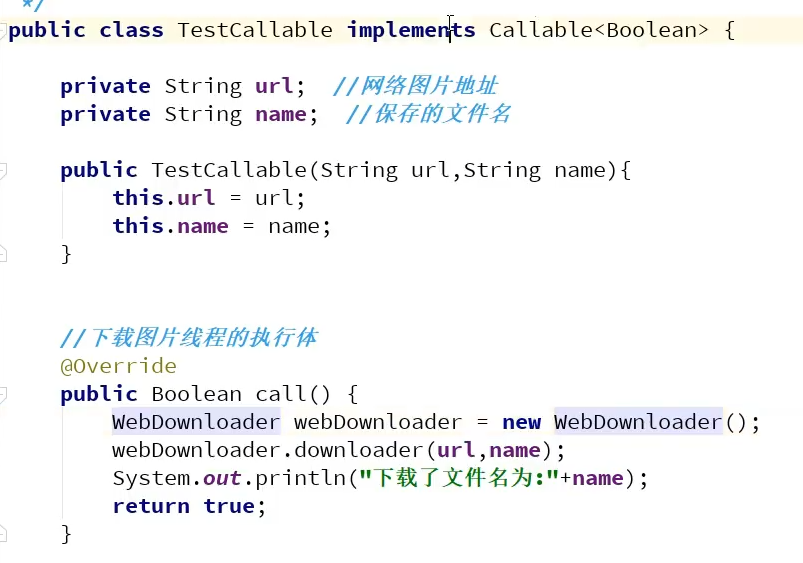 */
public class TestCallable implements Callable<Boolean> {
private String url;  //网络图片地址
private String name;  //保存的文件名
public TestCallable(String url,String name){
this.url = url;
this.name = name;
}
//下载图片线程的执行体
@Override
public Boolean call() {
WebDownloader webDownloader = new WebDownloader();
webDownloader.downloader(url,name);
System.out.println("下载了文件名为:"+name);
return true;
}